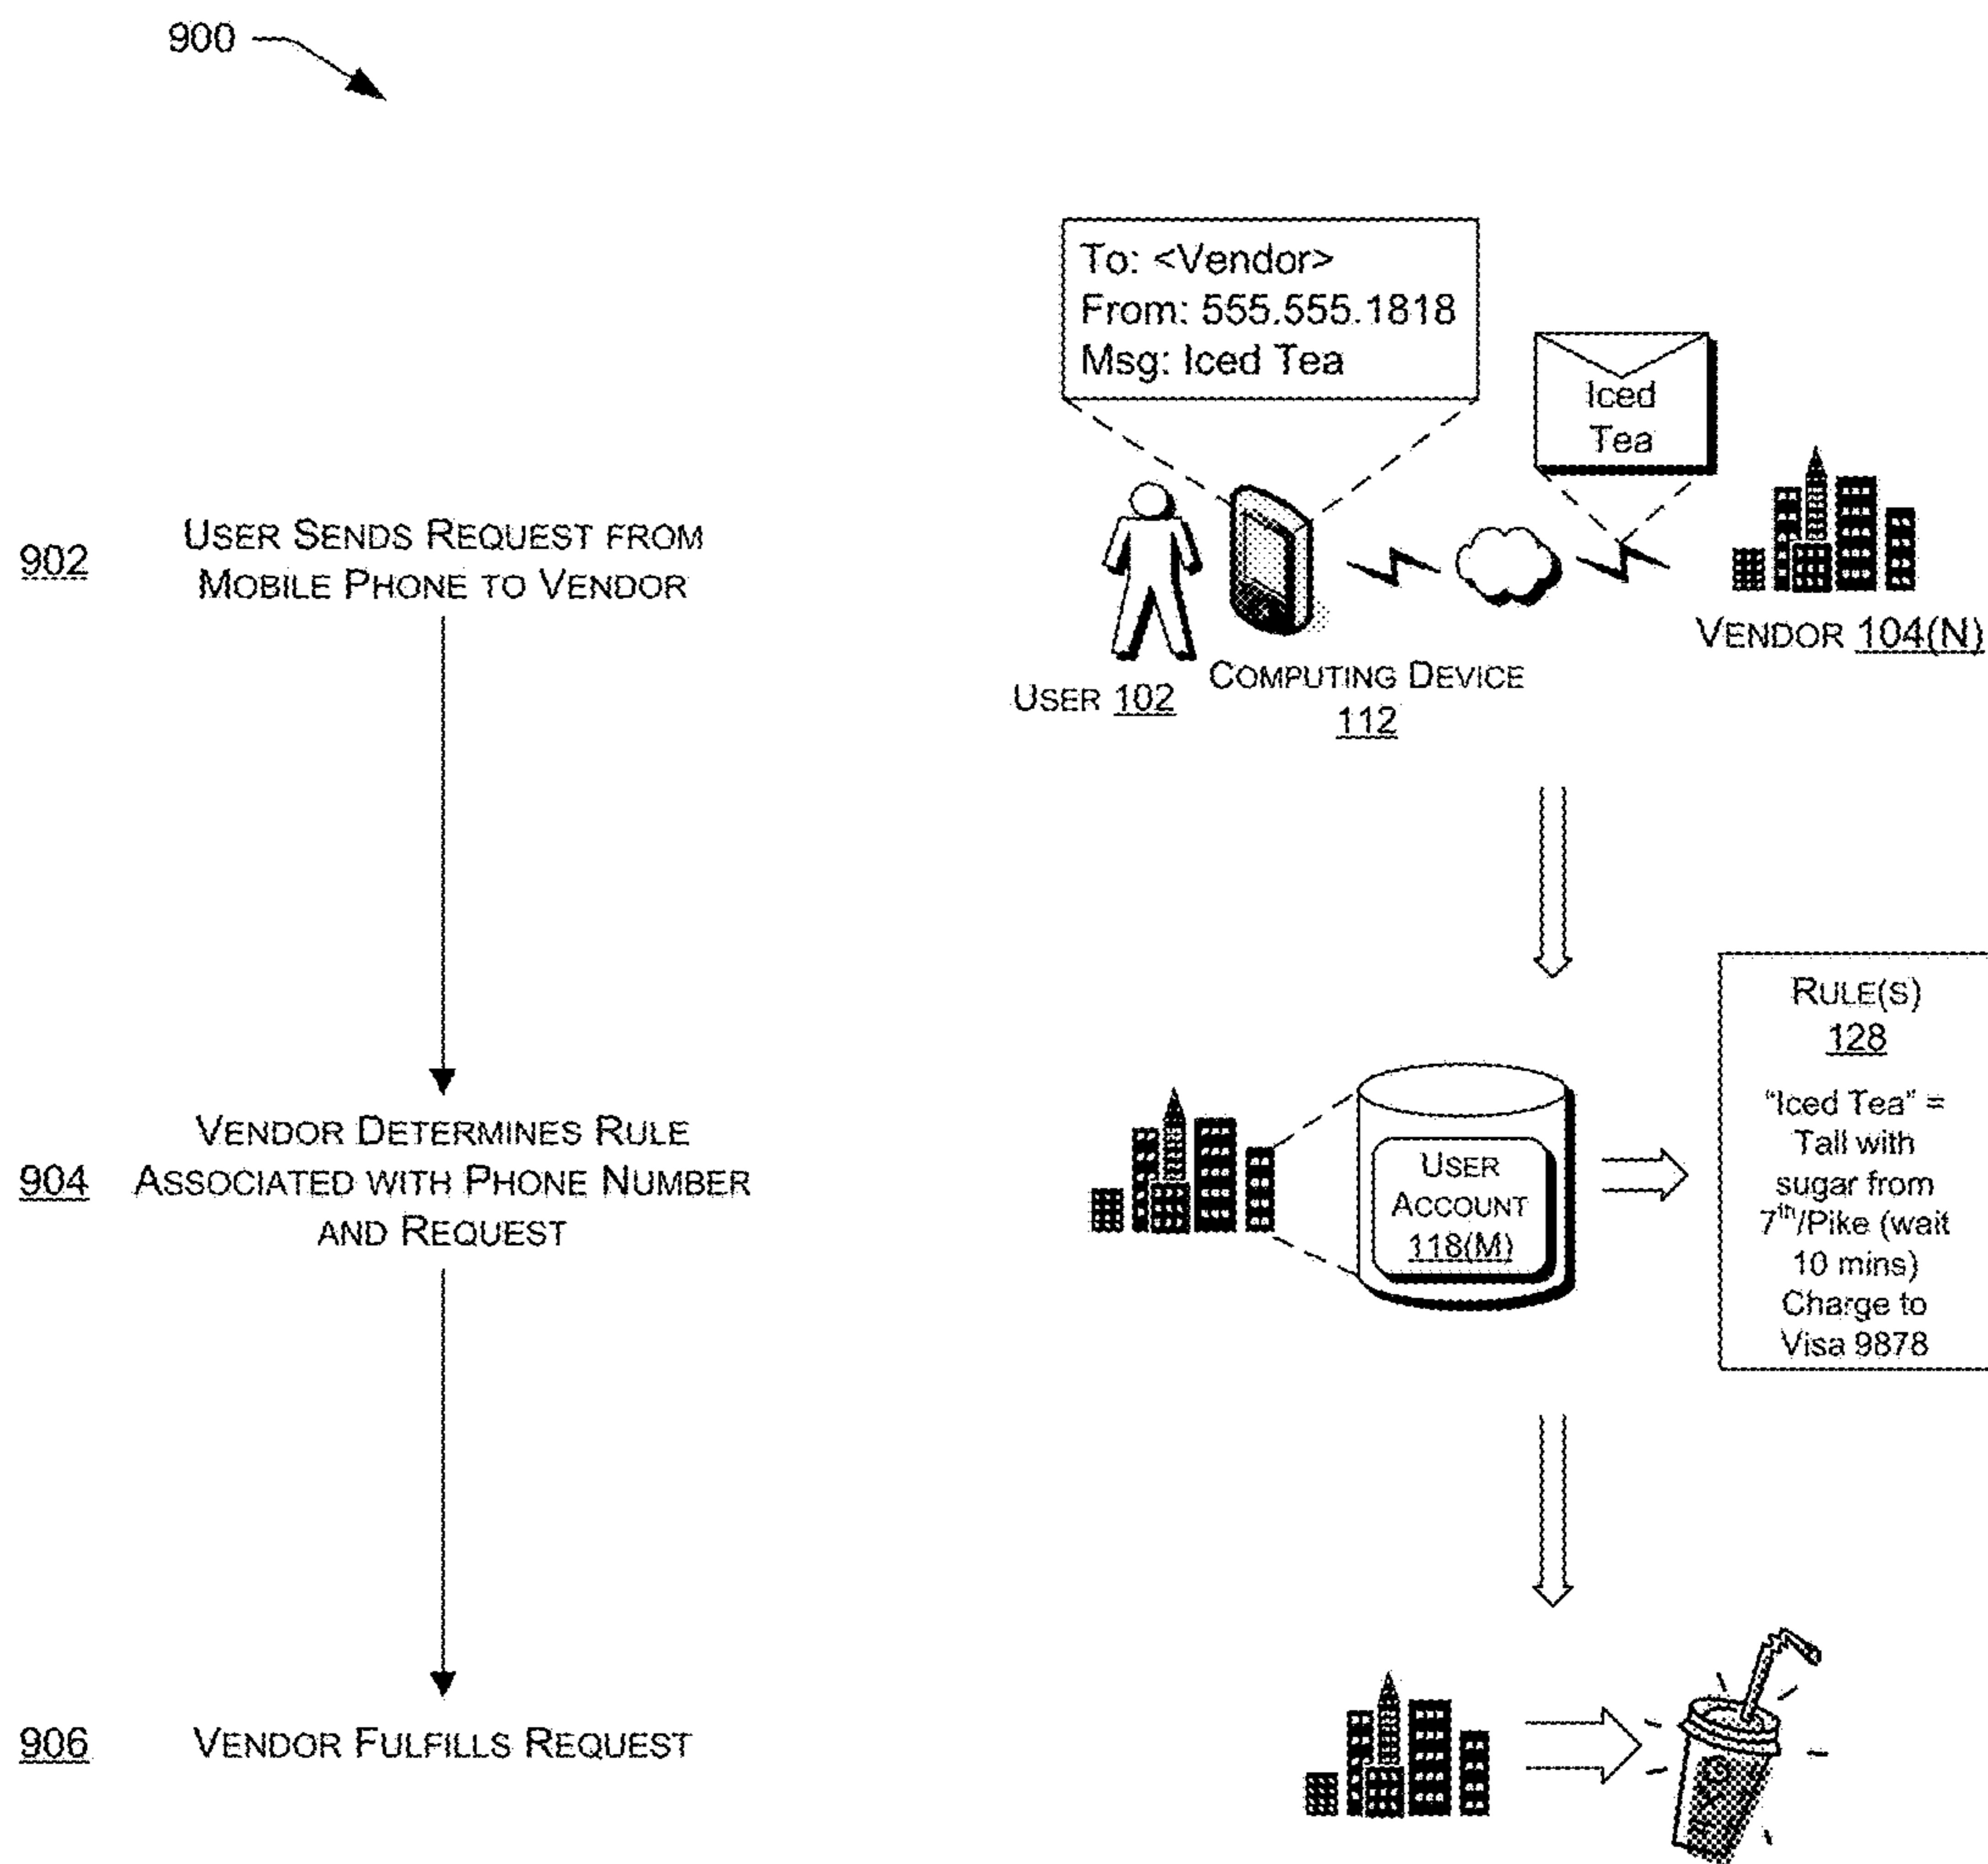 900
To: <Vendor>
From: 555.555.1818
Msg: Iced Tea
Iced
Tea
902
USER SENDS REQUEST FROM
MOBILE PHONE TO VENDOR
USER 102
COMPUTING DEVICE
112
VENDOR 104(N)
904
VENDOR DETERMINES RULE
ASSOCIATED WITH PHONE NUMBER
AND REQUEST
USER
ACCOUNT
118(M)
RULE(S)
128
"Iced Tea" =
Tall with
sugar from
7th/Pike (wait
10 mins)
Charge to
Visa 9878
906
VENDOR FULFILLS REQUEST